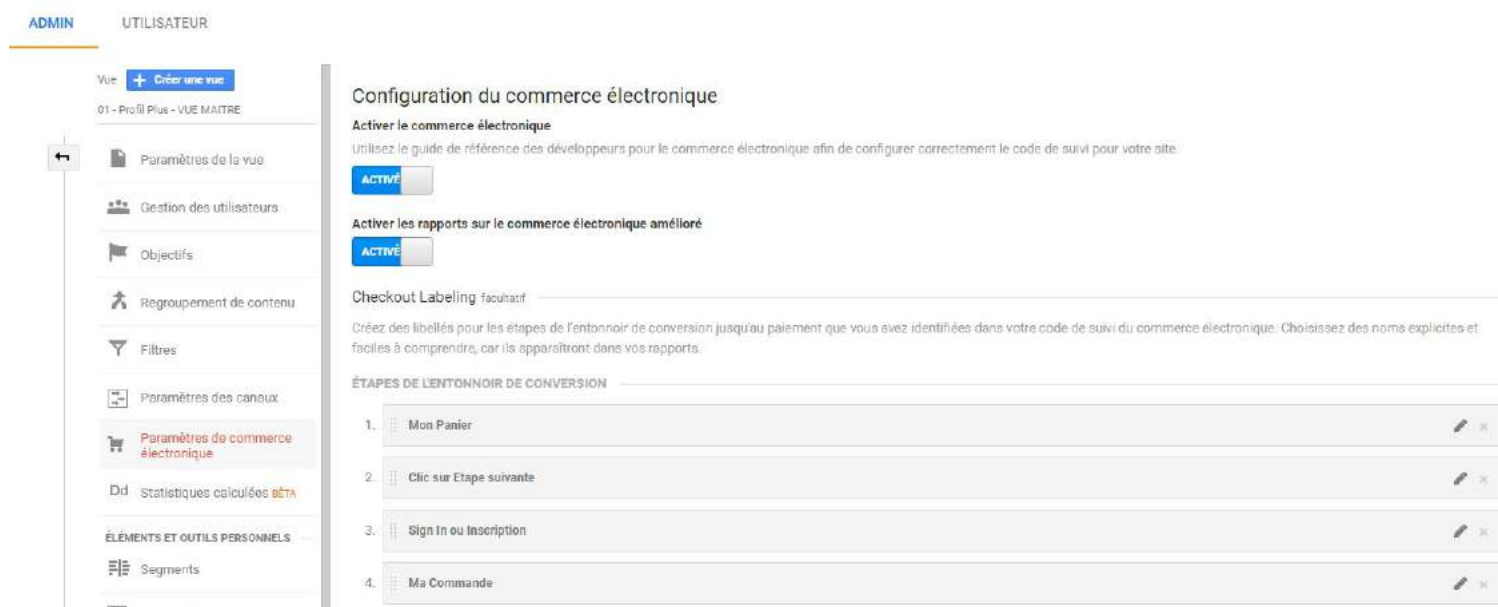 ADMIN
UTILISATEUR
Vue
Créer une vue
01 - Profil Plus - VUE MAITRE
Paramètres de la vue
Gestion des utilisateurs
Objectifs
Regroupement de contenu
Filtres
Paramètres des canaux
Paramètres de commerce
électronique
Dd Statistiques calculées BÊTA
ÉLÉMENTS ET OUTILS PERSONNELS
Segments
Configuration du commerce électronique
Activer le commerce électronique
Utilisez le guide de référence des développeurs pour le commerce électronique afin de configurer correctement le code de suivi pour votre site.
ACTIVÉ
Activer les rapports sur le commerce électronique amélioré
ACTIVÉ
Checkout Labeling facultatif
Créez des libellés pour les étapes de l'entonnoir de conversion jusqu'au paiement que vous avez identifiées dans votre code de suivi du commerce électronique. Choisissez des noms explicites et
faciles à comprendre, car ils apparaîtront dans vos rapports.
ÉTAPES DE L'ENTONNOIR DE CONVERSION
1. Mon Panier
2. Clic sur Etape suivante
3. Sign In ou Inscription
4. Ma Commande